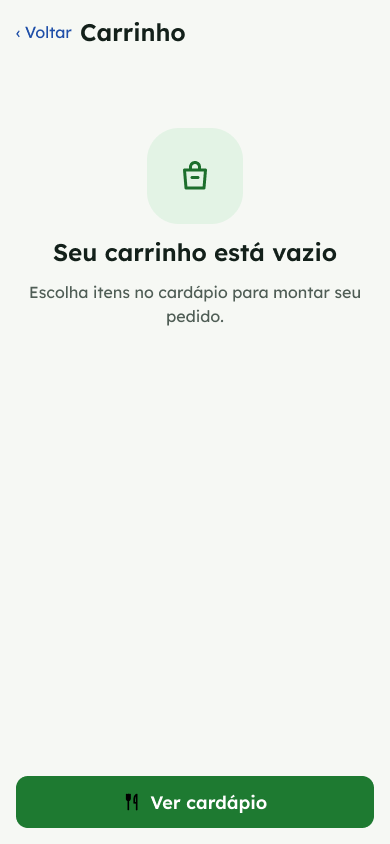 ‹ Voltar Carrinho
Seu carrinho está vazio
Escolha itens no cardápio para montar seu
pedido.
Ver cardápio